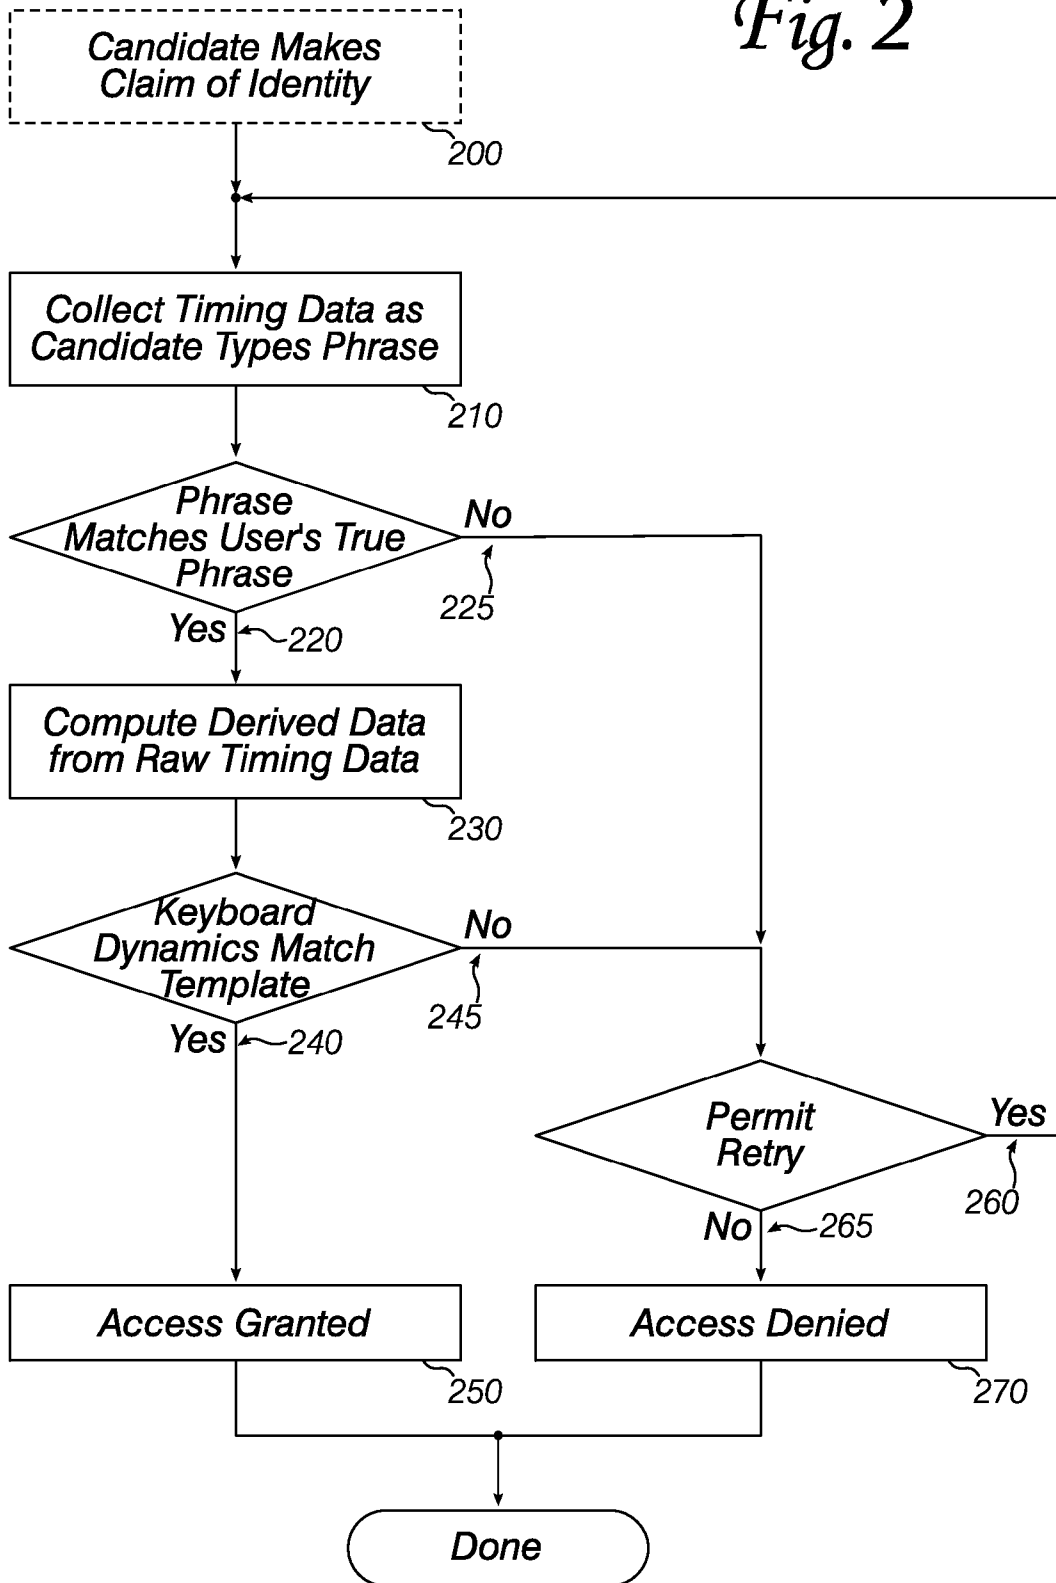 Fig. 2
Candidate Makes
Claim of Identity
200
Collect Timing Data as
Candidate Types Phrase
210
Phrase
Matches User's True
Phrase
No
225
Yes
220
Compute Derived Data
from Raw Timing Data
230
Keyboard
Dynamics Match
Template
No
245
Yes
240
Permit
Retry
Yes
260
No
265
Access Granted
250
Access Denied
270
Done